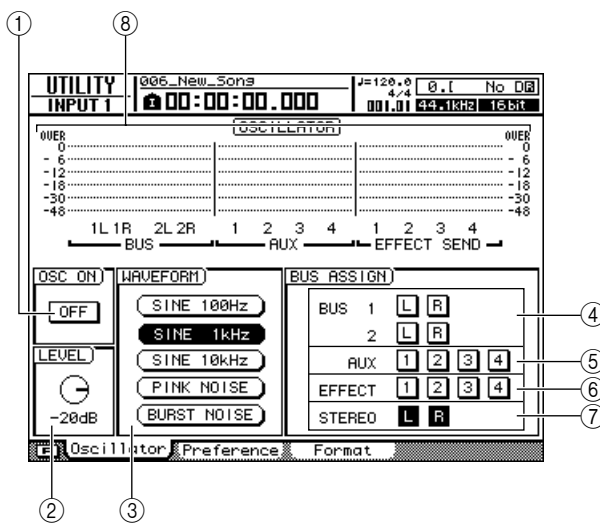 ① ⑧
UTILITY 006_New_Song ♩=120.0 0.[ No D
INPUT 1 00:00:00.000 4/4 001.01 44.1kHz 16bit
OSCILLATOR
OVER OVER
0 0
- 6 - 6
-12 -12
-18 -18
-30 -30
-48 -48
1L 1R 2L 2R 1 2 3 4 1 2 3 4
BUS AUX EFFECT SEND
OSC ON WAVEFORM BUS ASSIGN
OFF
SINE 100Hz
SINE 1kHz
SINE 10kHz
PINK NOISE
BURST NOISE
LEVEL
-20dB
BUS 1 L R ④
2 L R
AUX 1 2 3 4 ⑤
EFFECT 1 2 3 4 ⑥
STEREO L R ⑦
F Oscillator Preference Format
② ③